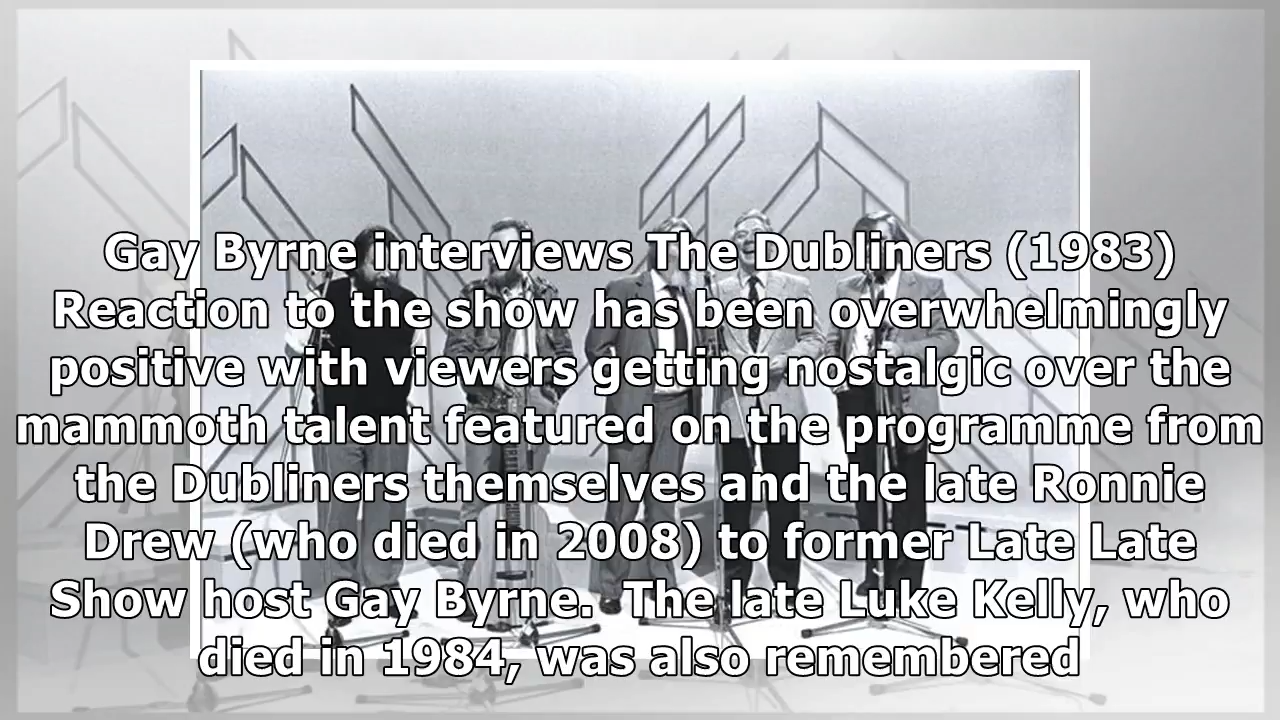 Gay Byrne interviews The Dubliners (1983)
Reaction to the show has been overwhelmingly
positive with viewers getting nostalgic over the
mammoth talent featured on the programme from
the Dubliners themselves and the late Ronnie
Drew (who died in 2008) to former Late Late
Show host Gay Byrne.  The late Luke Kelly, who
died in 1984, was also remembered